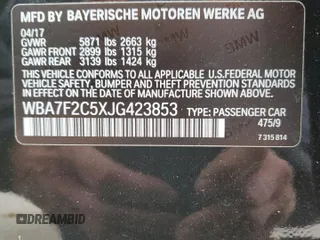 MFD BY BAYERISCHE MOTOREN WERKE AG
04/17
GVWR 5871 lbs 2663 kg
GAWR FRONT 2899 lbs 1315 kg
GAWR REAR 3139 lbs 1424 kg
THIS VEHICLE CONFORMS TO ALL APPLICABLE
U.S. FEDERAL MOTOR VEHICLE SAFETY, BUMPER, AND
THEFT PREVENTION STANDARDS IN EFFECT ON THE DATE
OF MANUFACTURE SHOWN ABOVE.
WBA7F2C5XJG423853
TYPE: PASSENGER CAR
475/9
7 315 814
DREAMBID